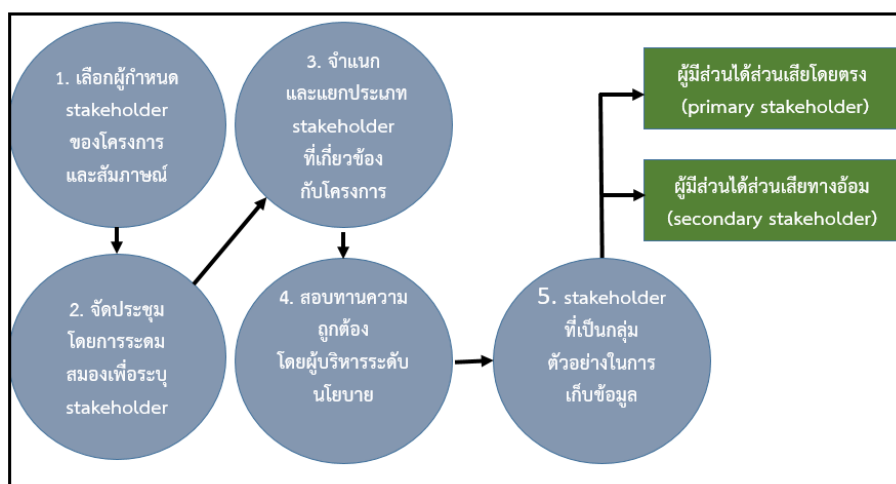 1. เลือกผู้กำหนด
stakeholder
ของโครงการ
และสัมภาษณ์
2. จัดประชุม
โดยการระดม
สมองเพื่อระบุ
stakeholder
3. จำแนก
และแยกประเภท
stakeholder
ที่เกี่ยวข้อง
กับโครงการ
4. สอบทานความ
ถูกต้อง
โดยผู้บริหารระดับ
นโยบาย
5. stakeholder
ที่เป็นกลุ่ม
ตัวอย่างในการ
เก็บข้อมูล
ผู้มีส่วนได้ส่วนเสียโดยตรง
(primary stakeholder)
ผู้มีส่วนได้ส่วนเสียทางอ้อม
(secondary stakeholder)